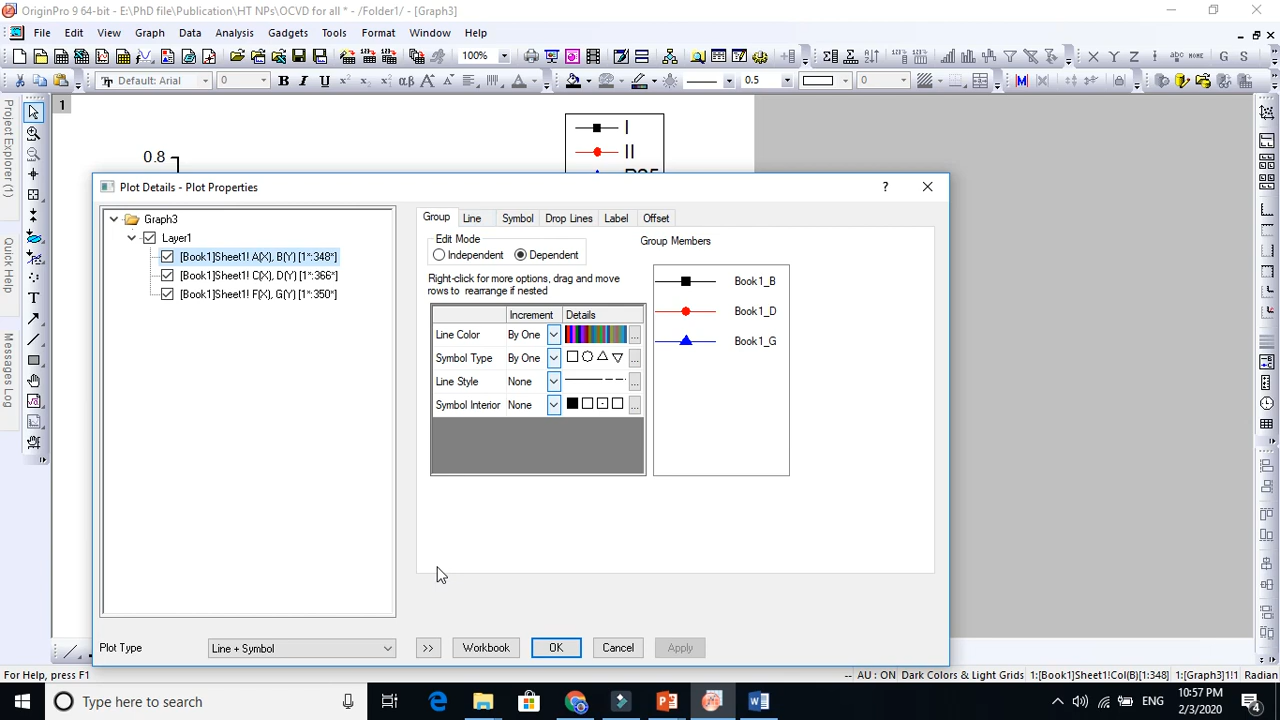 OriginPro 9 64-bit - E:\PhD file\Publication\HT NPs\OCVD for all * - /Folder1/ - [Graph3]
File Edit View Graph Data Analysis Gadgets Tools Format Window Help
100%
Default: Arial 0 B I U 0.5 0
Project Explorer (1)
Quick Help
Messages Log
1
I
II
0.8
Plot Details - Plot Properties
Graph3
Layer1
[Book1]Sheet1! A(X), B(Y) [1*:348*]
[Book1]Sheet1! C(X), D(Y) [1*:366*]
[Book1]Sheet1! F(X), G(Y) [1*:350*]
Group Line Symbol Drop Lines Label Offset
Edit Mode
Independent Dependent
Group Members
Right-click for more options, drag and move
rows to rearrange if nested
Increment Details
Line Color By One ...
Symbol Type By One ...
Line Style None ...
Symbol Interior None ...
Book1_B
Book1_D
Book1_G
Plot Type Line + Symbol >> Workbook OK Cancel Apply
For Help, press F1
-- AU : ON Dark Colors & Light Grids 1:[Book1]Sheet1!Col(B)[1:348] 1:[Graph3]1!1 Radian
Type here to search
ENG
10:57 PM
2/3/2020
4